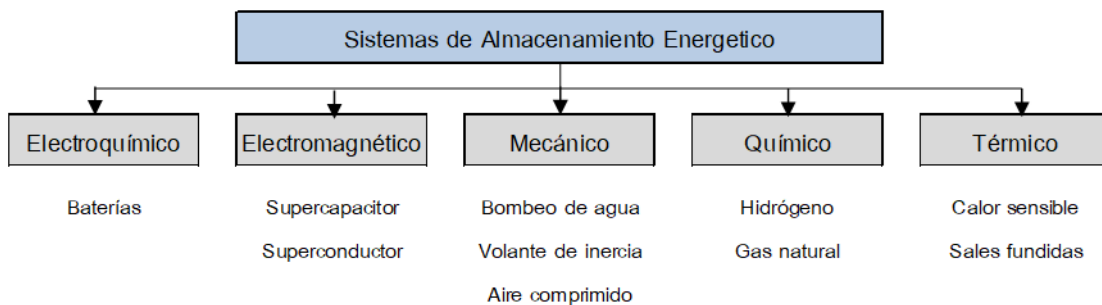 Sistemas de Almacenamiento Energetico
Electroquímico
Electromagnético
Mecánico
Químico
Térmico
Baterías
Supercapacitor
Bombeo de agua
Hidrógeno
Calor sensible
Superconductor
Volante de inercia
Gas natural
Sales fundidas
Aire comprimido